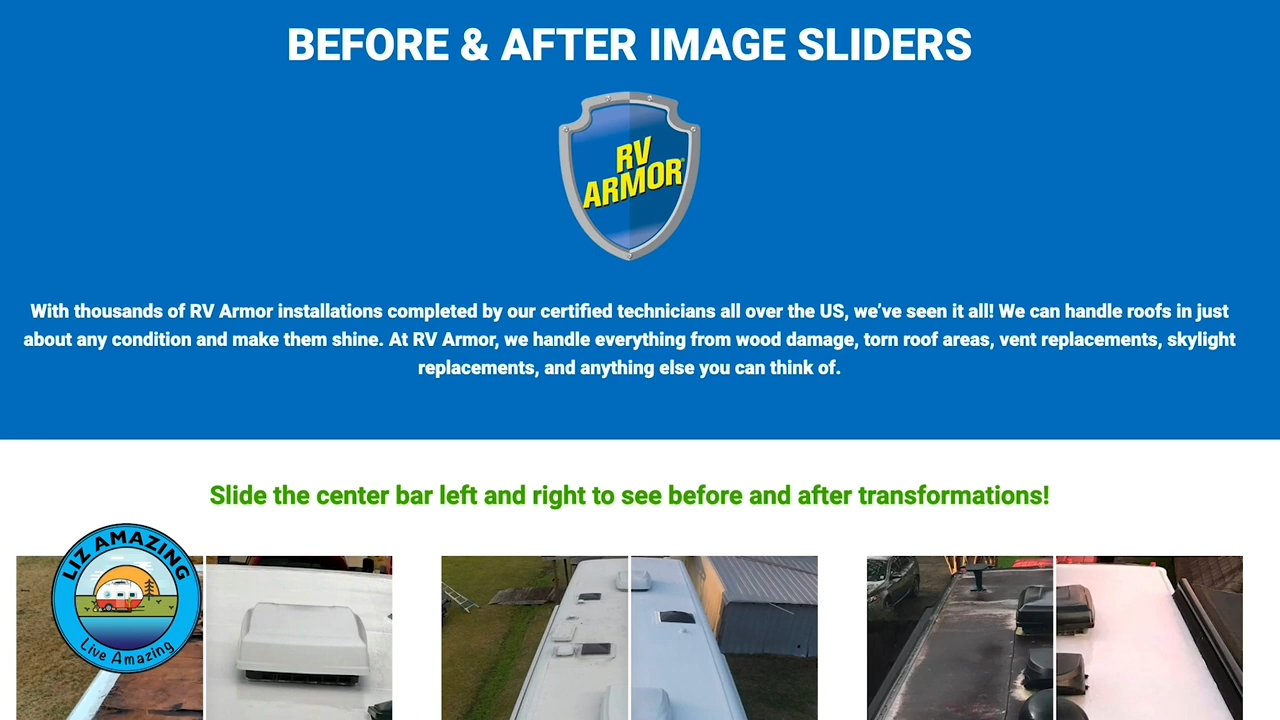 BEFORE & AFTER IMAGE SLIDERS
RV
ARMOR®
With thousands of RV Armor installations completed by our certified technicians all over the US, we’ve seen it all! We can handle roofs in just
about any condition and make them shine. At RV Armor, we handle everything from wood damage, torn roof areas, vent replacements, skylight
replacements, and anything else you can think of.
Slide the center bar left and right to see before and after transformations!
LIZ AMAZING
Live Amazing